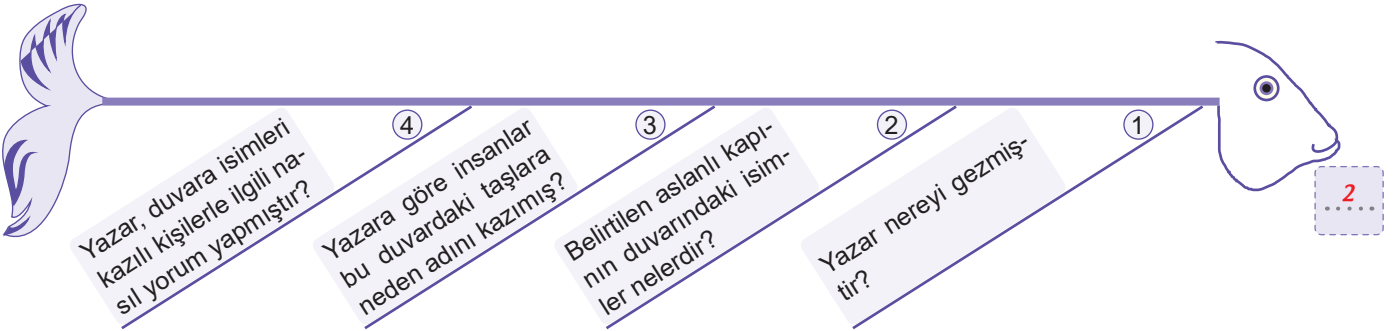 4
Yazar, duvara isimleri
kazılı kişilerle ilgili na-
sıl yorum yapmıştır?
3
Yazara göre insanlar
bu duvardaki taşlara
neden adını kazımış?
2
Belirtilen aslanlı kapı-
nın duvarındaki isim-
ler nelerdir?
1
Yazar nereyi gezmiş-
tir?
2
.....